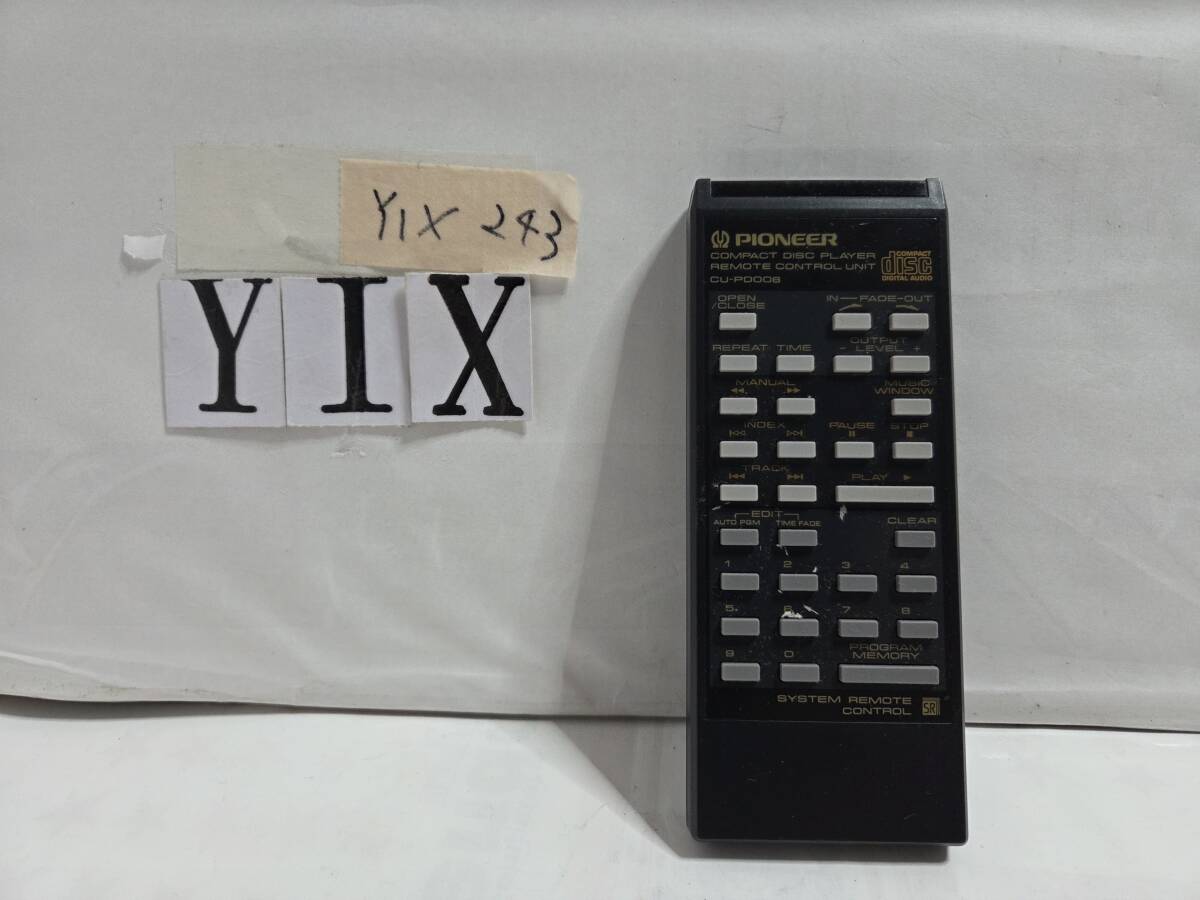 YIX 243
YIX
PIONEER
COMPACT DISC PLAYER
REMOTE CONTROL UNIT
CU-PD006
COMPACT
disc
DIGITAL AUDIO
OPEN
/CLOSE
IN — FADE-OUT
REPEAT TIME
OUTPUT
- LEVEL +
MANUAL
◀◀ ▶▶
MUSIC
WINDOW
INDEX
PAUSE STOP
TRACK
PLAY ▶
EDIT
AUTO PGM TIME FADE
CLEAR
1 2 3 4
5 6 7 8
9 0
PROGRAM
MEMORY
SYSTEM REMOTE
CONTROL SR